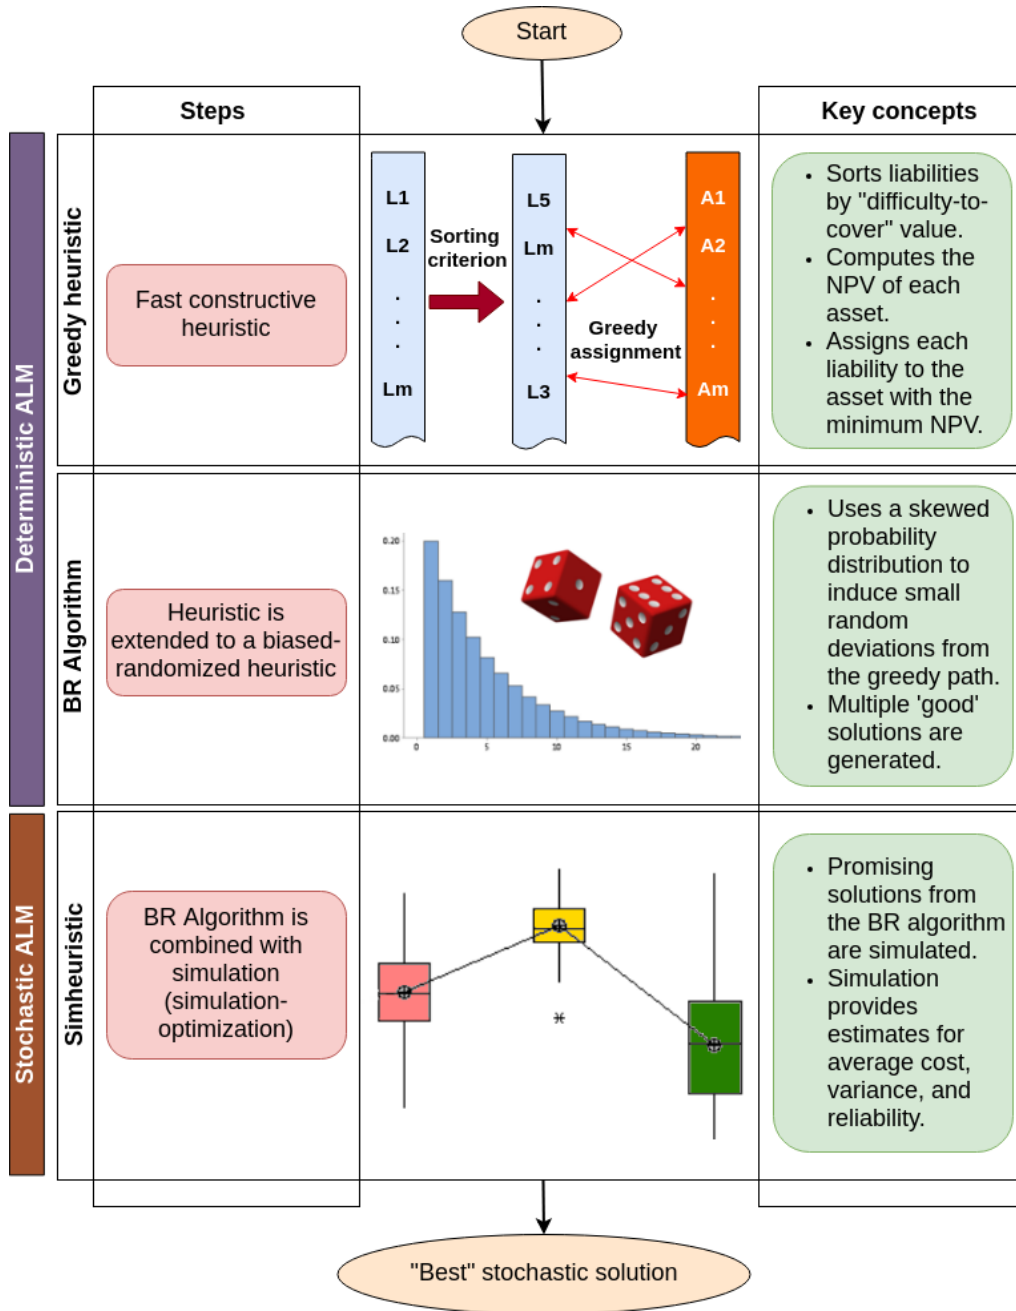 Start
Steps
Key concepts
Deterministic ALM
Greedy heuristic
Fast constructive
heuristic
L1
L2
.
.
.
Lm
Sorting
criterion
L5
Lm
.
.
.
L3
Greedy
assignment
A1
A2
.
.
.
Am
• Sorts liabilities
by "difficulty-to-
cover" value.
• Computes the
NPV of each
asset.
• Assigns each
liability to the
asset with the
minimum NPV.
BR Algorithm
Heuristic is
extended to a biased-
randomized heuristic
0.20
0.15
0.10
0.05
0.00
0 5 10 15 20
• Uses a skewed
probability
distribution to
induce small
random
deviations from
the greedy path.
• Multiple 'good'
solutions are
generated.
Stochastic ALM
Simheuristic
BR Algorithm is
combined with
simulation
(simulation-
optimization)
• Promising
solutions from
the BR algorithm
are simulated.
• Simulation
provides
estimates for
average cost,
variance, and
reliability.
"Best" stochastic solution